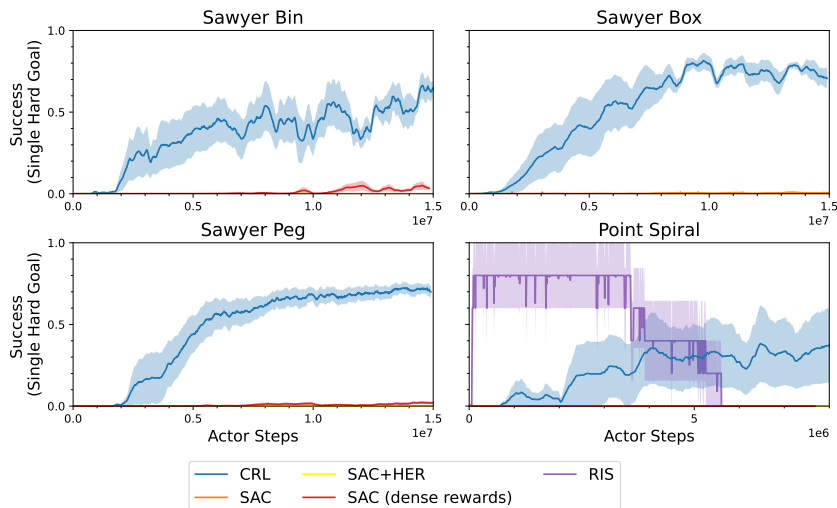 Sawyer Bin
Sawyer Box
Success
(Single Hard Goal)
1.0
0.5
0.0
0.0 0.5 1.0 1.5
1e7
0.0 0.5 1.0 1.5
1e7
Sawyer Peg
Point Spiral
Success
(Single Hard Goal)
1.0
0.5
0.0
0.0 0.5 1.0 1.5
1e7
Actor Steps
0 5
1e6
Actor Steps
CRL SAC+HER RIS
SAC SAC (dense rewards)